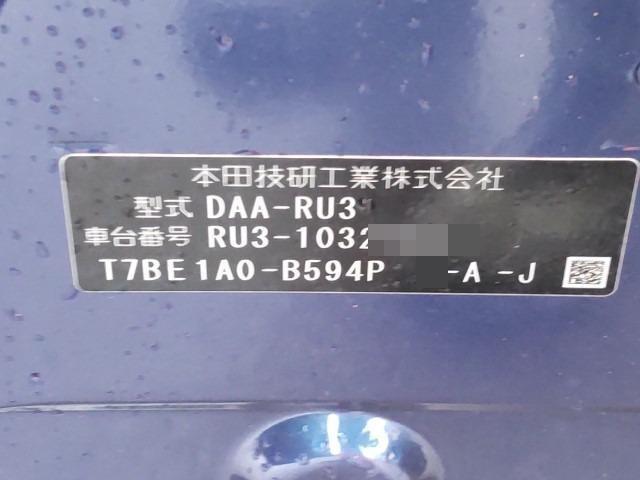 本田技研工業株式会社
型式 DAA-RU3
車台番号 RU3-1032
T7BE1A0-B594P -A -J
13